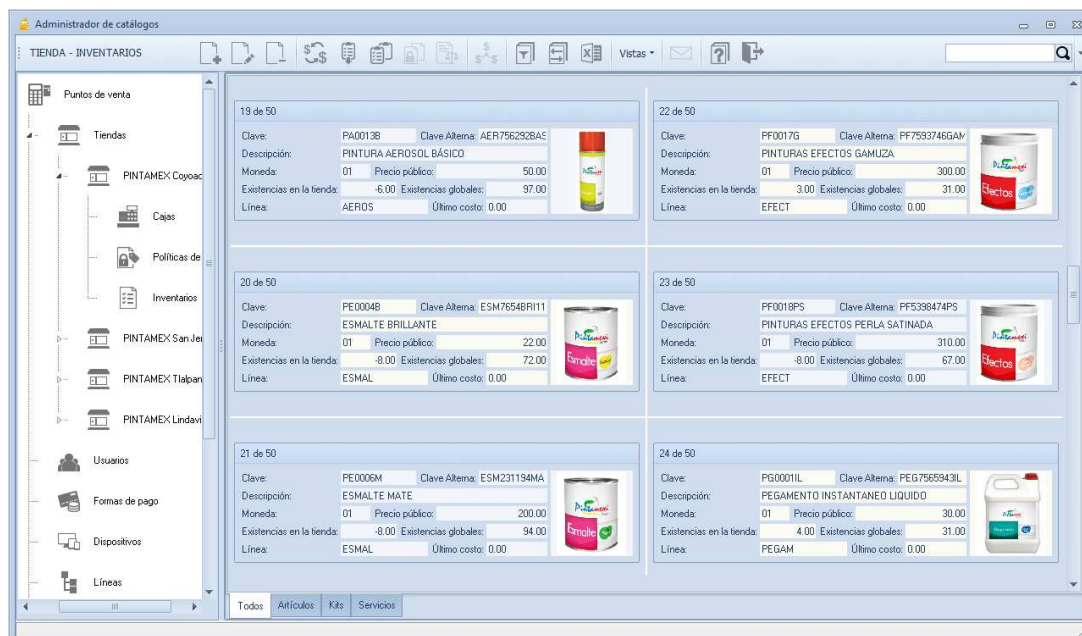 Administrador de catálogos
TIENDA - INVENTARIOS
Vistas
Puntos de venta
Tiendas
PINTAMEX Coyoac
Cajas
Políticas de
Inventarios
PINTAMEX San Jer
PINTAMEX Tlalpan
PINTAMEX Lindavi
Usuarios
Formas de pago
Dispositivos
Líneas
19 de 50
Clave: PA0013B Clave Alterna: AER756292BAS
Descripción: PINTURA AEROSOL BÁSICO
Moneda: 01 Precio público: 50.00
Existencias en la tienda: -6.00 Existencias globales: 97.00
Línea: AEROS Último costo: 0.00
20 de 50
Clave: PE0004B Clave Alterna: ESM7654BRI11
Descripción: ESMALTE BRILLANTE
Moneda: 01 Precio público: 22.00
Existencias en la tienda: -8.00 Existencias globales: 72.00
Línea: ESMAL Último costo: 0.00
Pintamex
Esmalte
21 de 50
Clave: PE0006M Clave Alterna: ESM231194MA
Descripción: ESMALTE MATE
Moneda: 01 Precio público: 200.00
Existencias en la tienda: -8.00 Existencias globales: 94.00
Línea: ESMAL Último costo: 0.00
Pintamex
Esmalte
22 de 50
Clave: PF0017G Clave Alterna: PF7593746GAM
Descripción: PINTURAS EFECTOS GAMUZA
Moneda: 01 Precio público: 300.00
Existencias en la tienda: 3.00 Existencias globales: 31.00
Línea: EFECT Último costo: 0.00
Pintamex
Efectos
23 de 50
Clave: PF0018PS Clave Alterna: PF5398474PS
Descripción: PINTURAS EFECTOS PERLA SATINADA
Moneda: 01 Precio público: 310.00
Existencias en la tienda: -8.00 Existencias globales: 67.00
Línea: EFECT Último costo: 0.00
Pintamex
Efectos
24 de 50
Clave: PG0001IL Clave Alterna: PEG7565943IL
Descripción: PEGAMENTO INSTANTANEO LIQUIDO
Moneda: 01 Precio público: 30.00
Existencias en la tienda: 4.00 Existencias globales: 31.00
Línea: PEGAM Último costo: 0.00
Todos Artículos Kits Servicios